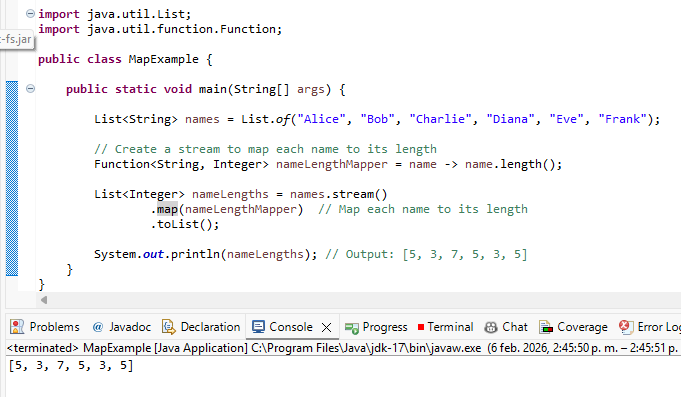 import java.util.List;
import java.util.function.Function;
t-fs.jar
public class MapExample {
public static void main(String[] args) {
List<String> names = List.of("Alice", "Bob", "Charlie", "Diana", "Eve", "Frank");
// Create a stream to map each name to its length
Function<String, Integer> nameLengthMapper = name -> name.length();
List<Integer> nameLengths = names.stream()
.map(nameLengthMapper)  // Map each name to its length
.toList();
System.out.println(nameLengths); // Output: [5, 3, 7, 5, 3, 5]
}
}
Problems @ Javadoc Declaration Console Progress Terminal Chat Coverage Error Log
<terminated> MapExample [Java Application] C:\Program Files\Java\jdk-17\bin\javaw.exe (6 feb. 2026, 2:45:50 p. m. – 2:45:51 p.
[5, 3, 7, 5, 3, 5]